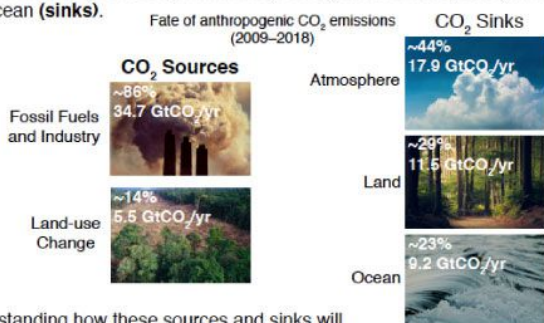 cean (sinks).
Fate of anthropogenic CO₂ emissions
(2009–2018)
CO₂ Sources
~86%
34.7 GtCO₂/yr
Fossil Fuels
and Industry
~14%
5.5 GtCO₂/yr
Land-use
Change
CO₂ Sinks
~44%
17.9 GtCO₂/yr
Atmosphere
~29%
11.5 GtCO₂/yr
Land
~23%
9.2 GtCO₂/yr
Ocean
standing how these sources and sinks will